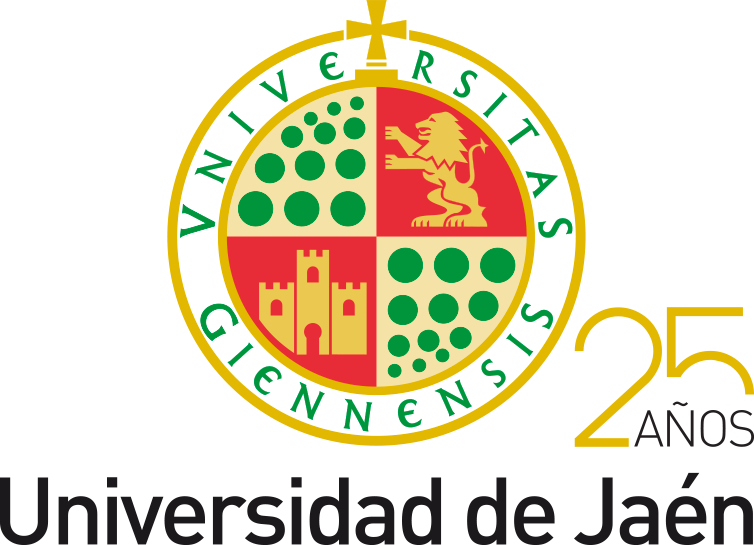 VNIVERSITAS
GIENNENSIS
25
AÑOS
Universidad de Jaén